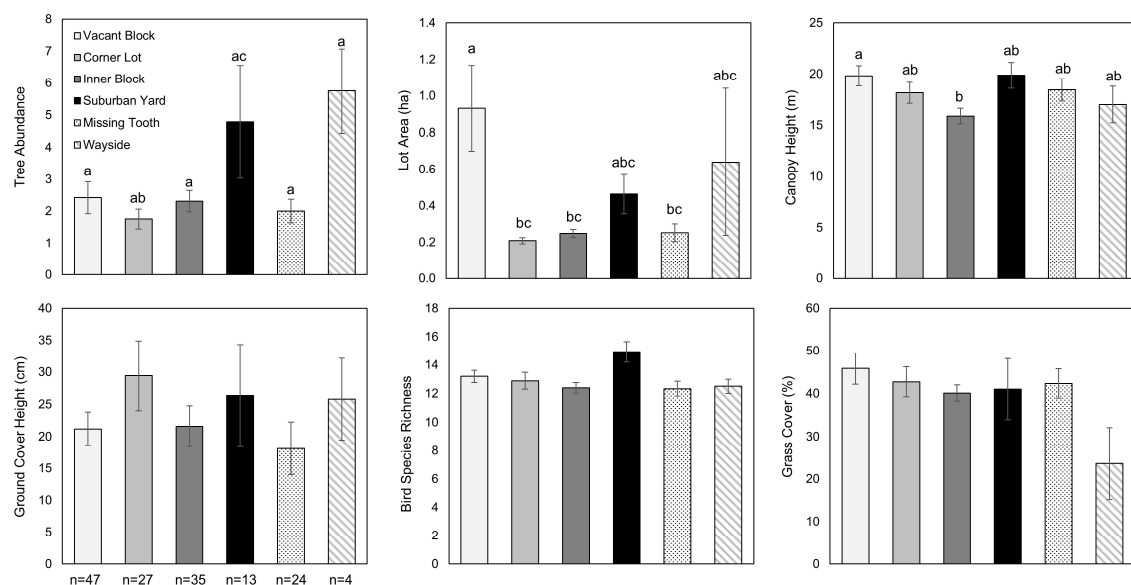 Tree Abundance
8
7
6
5
4
3
2
1
0
Vacant Block
Corner Lot
Inner Block
Suburban Yard
Missing Tooth
Wayside
a
ab
a
ac
a
a
Lot Area (ha)
1.4
1.2
1.0
0.8
0.6
0.4
0.2
0.0
a
bc
bc
abc
bc
abc
Canopy Height (m)
25
20
15
10
5
0
a
ab
b
ab
ab
ab
Ground Cover Height (cm)
40
35
30
25
20
15
10
5
0
n=47 n=27 n=35 n=13 n=24 n=4
Bird Species Richness
18
16
14
12
10
8
6
4
2
0
Grass Cover (%)
60
50
40
30
20
10
0